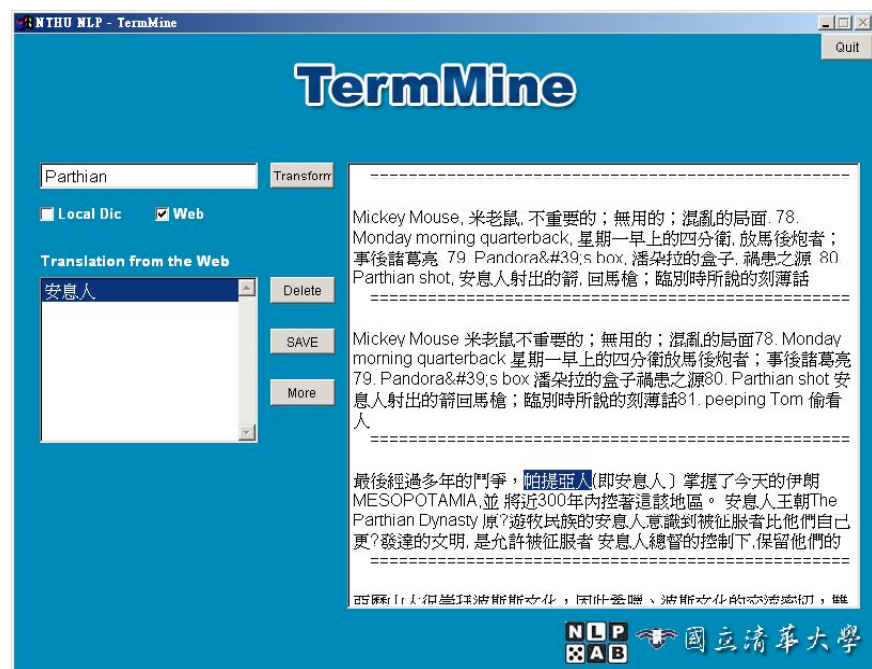 NTHU NLP - TermMine
Quit
TermMine
Parthian
Transform
Local Dic
Web
Translation from the Web
安息人
Delete
SAVE
More
Mickey Mouse, 米老鼠, 不重要的；無用的；混亂的局面. 78.
Monday morning quarterback, 星期一早上的四分衛, 放馬後炮者；
事後諸葛亮 79. Pandora&#39;s box, 潘朵拉的盒子, 禍患之源 80.
Parthian shot, 安息人射出的箭, 回馬槍；臨別時所說的刻薄話
Mickey Mouse 米老鼠不重要的；無用的；混亂的局面78. Monday
morning quarterback 星期一早上的四分衛放馬後炮者；事後諸葛亮
79. Pandora&#39;s box 潘朵拉的盒子禍患之源80. Parthian shot 安
息人射出的箭回馬槍；臨別時所說的刻薄話81. peeping Tom 偷看
人
最後經過多年的鬥爭，帕提亞人(即安息人〕掌握了今天的伊朗
MESOPOTAMIA,並 將近300年內控著這該地區。 安息人王朝The
Parthian Dynasty 原?遊牧民族的安息人意識到被征服者比他們自己
更?發達的文明, 是允許被征服者 安息人總督的控制下,保留他們的
NLP
LAB
國立清華大學